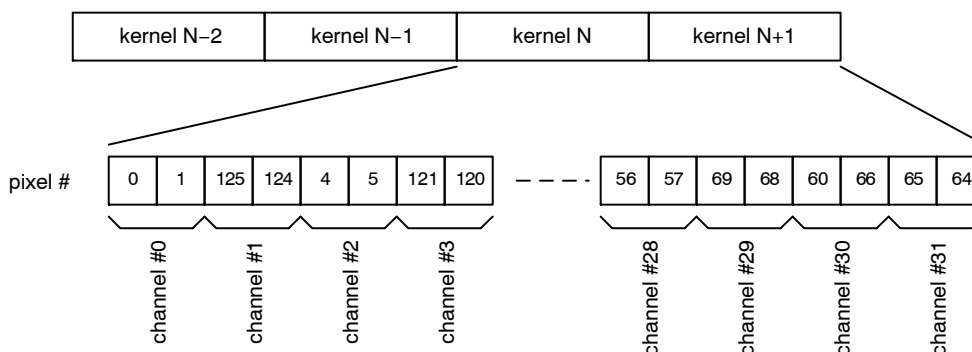 kernel N−2 kernel N−1 kernel N kernel N+1
pixel # 0 1 125 124 4 5 121 120 56 57 69 68 60 66 65 64
channel #0 channel #1 channel #2 channel #3 channel #28 channel #29 channel #30 channel #31